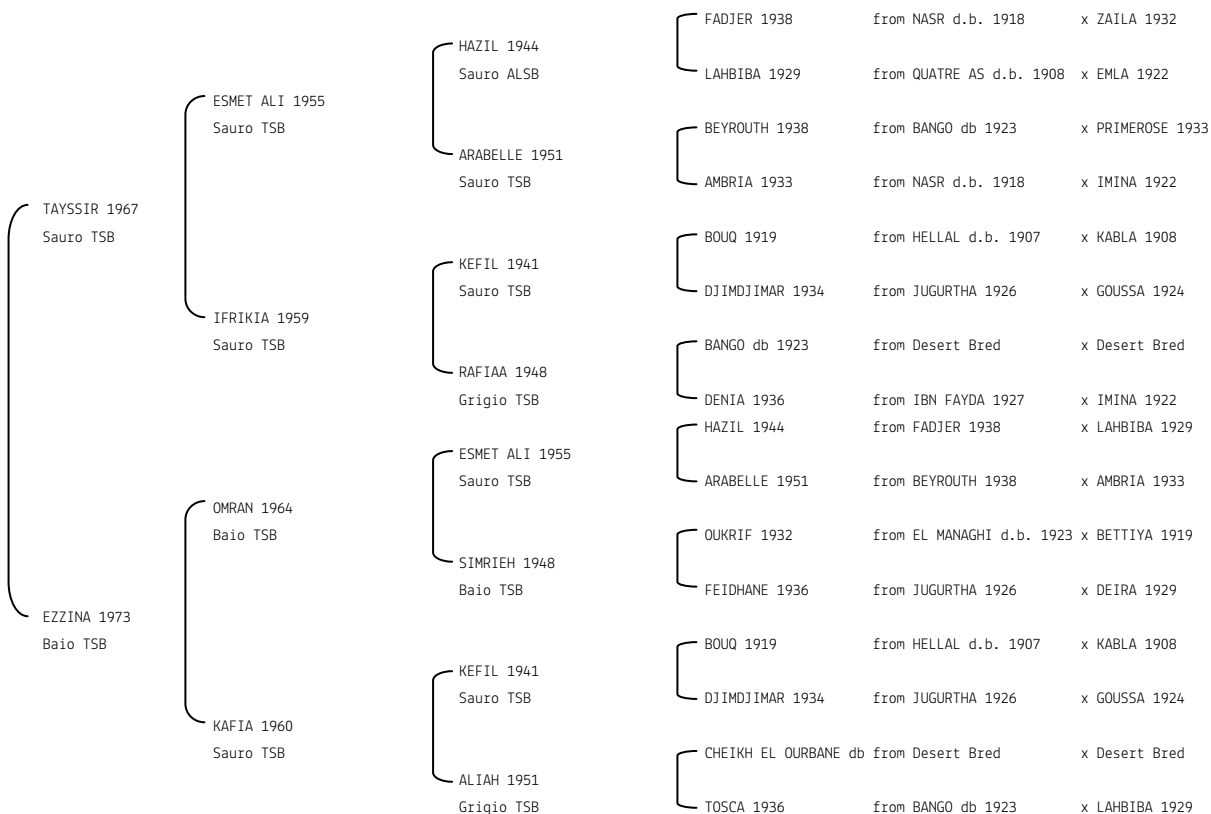 FADJER 1938 from NASR d.b. 1918 x ZAILA 1932
HAZIL 1944
Sauro ALSB LAHBIBA 1929 from QUATRE AS d.b. 1908 x EMLA 1922
ESMET ALI 1955
Sauro TSB BEYROUTH 1938 from BANGO db 1923 x PRIMEROSE 1933
ARABELLE 1951
Sauro TSB AMBRIA 1933 from NASR d.b. 1918 x IMINA 1922
TAYSSIR 1967
Sauro TSB BOUQ 1919 from HELLAL d.b. 1907 x KABLA 1908
KEFIL 1941
Sauro TSB DJIMDJIMAR 1934 from JUGURTHA 1926 x GOUSSA 1924
IFRIKIA 1959
Sauro TSB BANGO db 1923 from Desert Bred x Desert Bred
RAFIAA 1948
Grigio TSB DENIA 1936 from IBN FAYDA 1927 x IMINA 1922
HAZIL 1944 from FADJER 1938 x LAHBIBA 1929
ESMET ALI 1955
Sauro TSB ARABELLE 1951 from BEYROUTH 1938 x AMBRIA 1933
OMRAN 1964
Baio TSB OUKRIF 1932 from EL MANAGHI d.b. 1923 x BETTIYA 1919
SIMRIEH 1948
Baio TSB FEIDHANE 1936 from JUGURTHA 1926 x DEIRA 1929
EZZINA 1973
Baio TSB BOUQ 1919 from HELLAL d.b. 1907 x KABLA 1908
KEFIL 1941
Sauro TSB DJIMDJIMAR 1934 from JUGURTHA 1926 x GOUSSA 1924
KAFIA 1960
Sauro TSB CHEIKH EL OURBANE db from Desert Bred x Desert Bred
ALIAH 1951
Grigio TSB TOSCA 1936 from BANGO db 1923 x LAHBIBA 1929